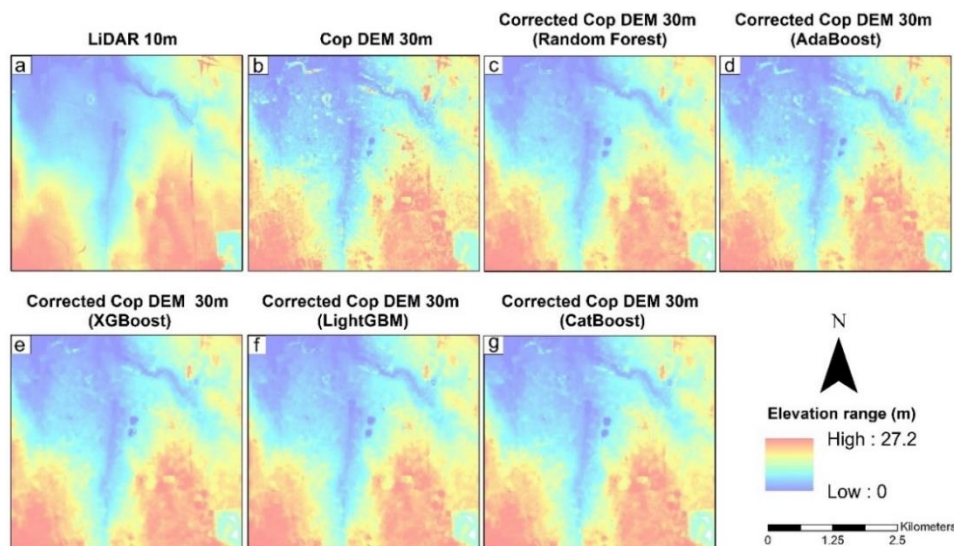 LiDAR 10m
Cop DEM 30m
Corrected Cop DEM 30m
(Random Forest)
Corrected Cop DEM 30m
(AdaBoost)
a
b
c
d
Corrected Cop DEM 30m
(XGBoost)
Corrected Cop DEM 30m
(LightGBM)
Corrected Cop DEM 30m
(CatBoost)
e
f
g
N
Elevation range (m)
High : 27.2
Low : 0
Kilometers
0 1.25 2.5